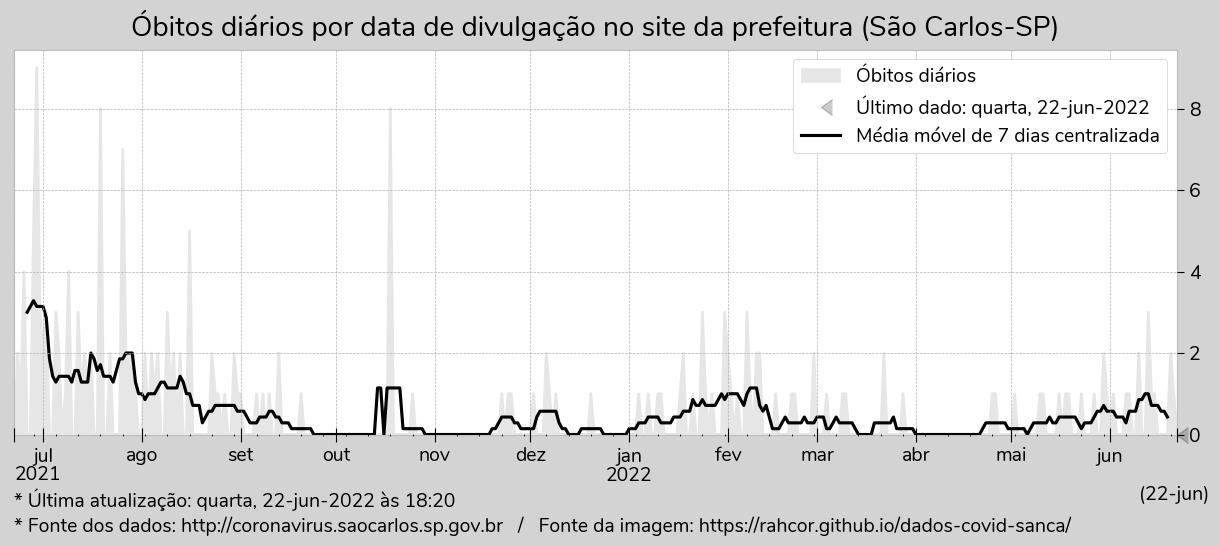 Óbitos diários por data de divulgação no site da prefeitura (São Carlos-SP)
Óbitos diários
Último dado: quarta, 22-jun-2022
Média móvel de 7 dias centralizada
8
6
4
2
0
jul ago set out nov dez jan fev mar abr mai jun
2021 2022
(22-jun)
* Última atualização: quarta, 22-jun-2022 às 18:20
* Fonte dos dados: http://coronavirus.saocarlos.sp.gov.br / Fonte da imagem: https://rahcor.github.io/dados-covid-sanca/